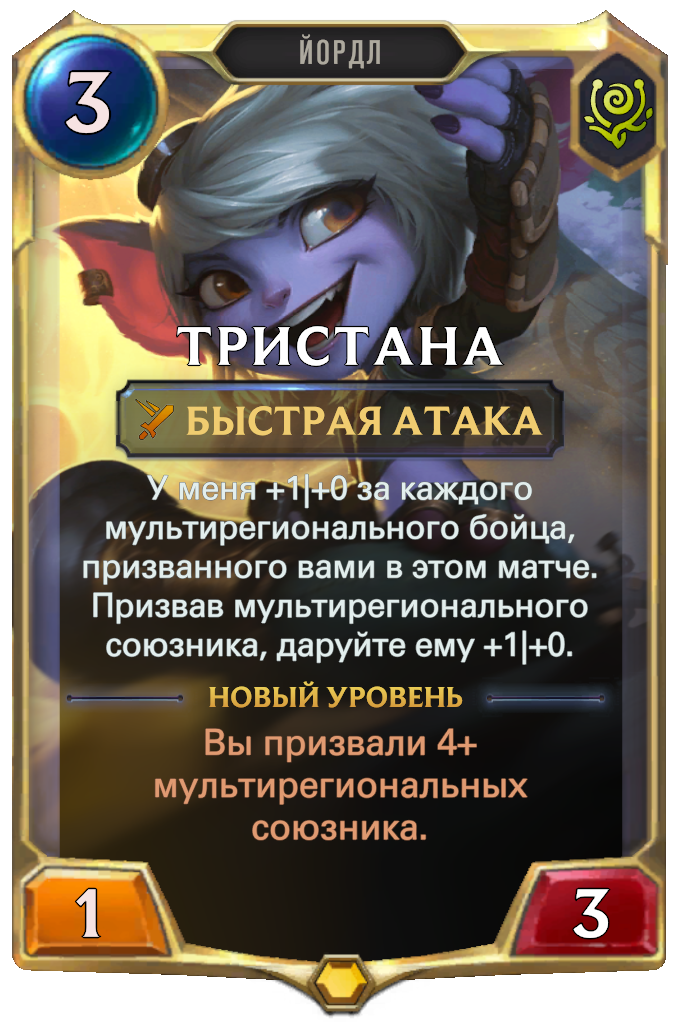 ЙОРДЛ
3
ТРИСТАНА
БЫСТРАЯ АТАКА
У меня +1|+0 за каждого
мультирегионального бойца,
призванного вами в этом матче.
Призвав мультирегионального
союзника, даруйте ему +1|+0.
НОВЫЙ УРОВЕНЬ
Вы призвали 4+
мультирегиональных
союзника.
1
3